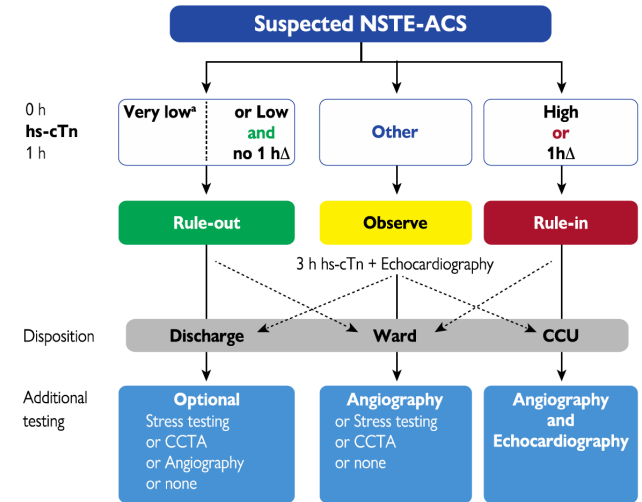 Suspected NSTE-ACS
0 h
hs-cTn
1 h
Very lowᵃ
or Low
and
no 1 hΔ
Other
High
or
1hΔ
Rule-out
Observe
Rule-in
3 h hs-cTn + Echocardiography
Disposition
Discharge
Ward
CCU
Additional
testing
Optional
Stress testing
or CCTA
or Angiography
or none
Angiography
or Stress testing
or CCTA
or none
Angiography
and
Echocardiography